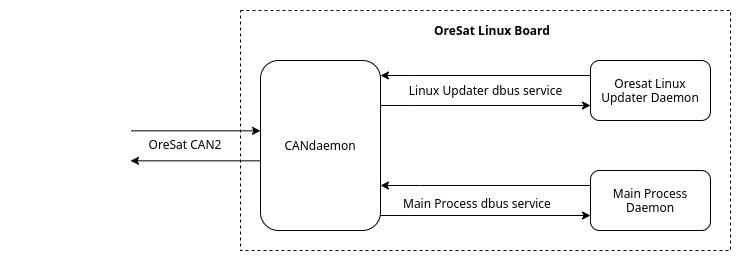 OreSat Linux Board
Oresat Linux
Updater Daemon
Linux Updater dbus service
OreSat CAN2
CANdaemon
Main Process
Daemon
Main Process dbus service